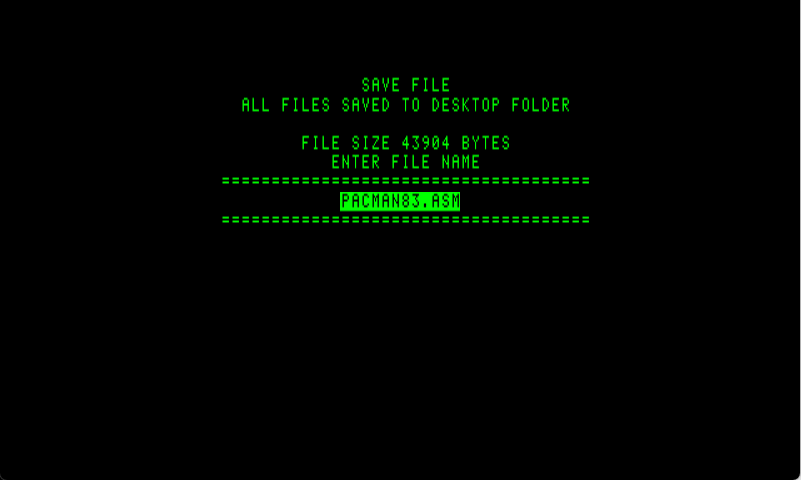 SAVE FILE
ALL FILES SAVED TO DESKTOP FOLDER
FILE SIZE 43904 BYTES
ENTER FILE NAME
=====================================
PACMAN83.ASM
=====================================